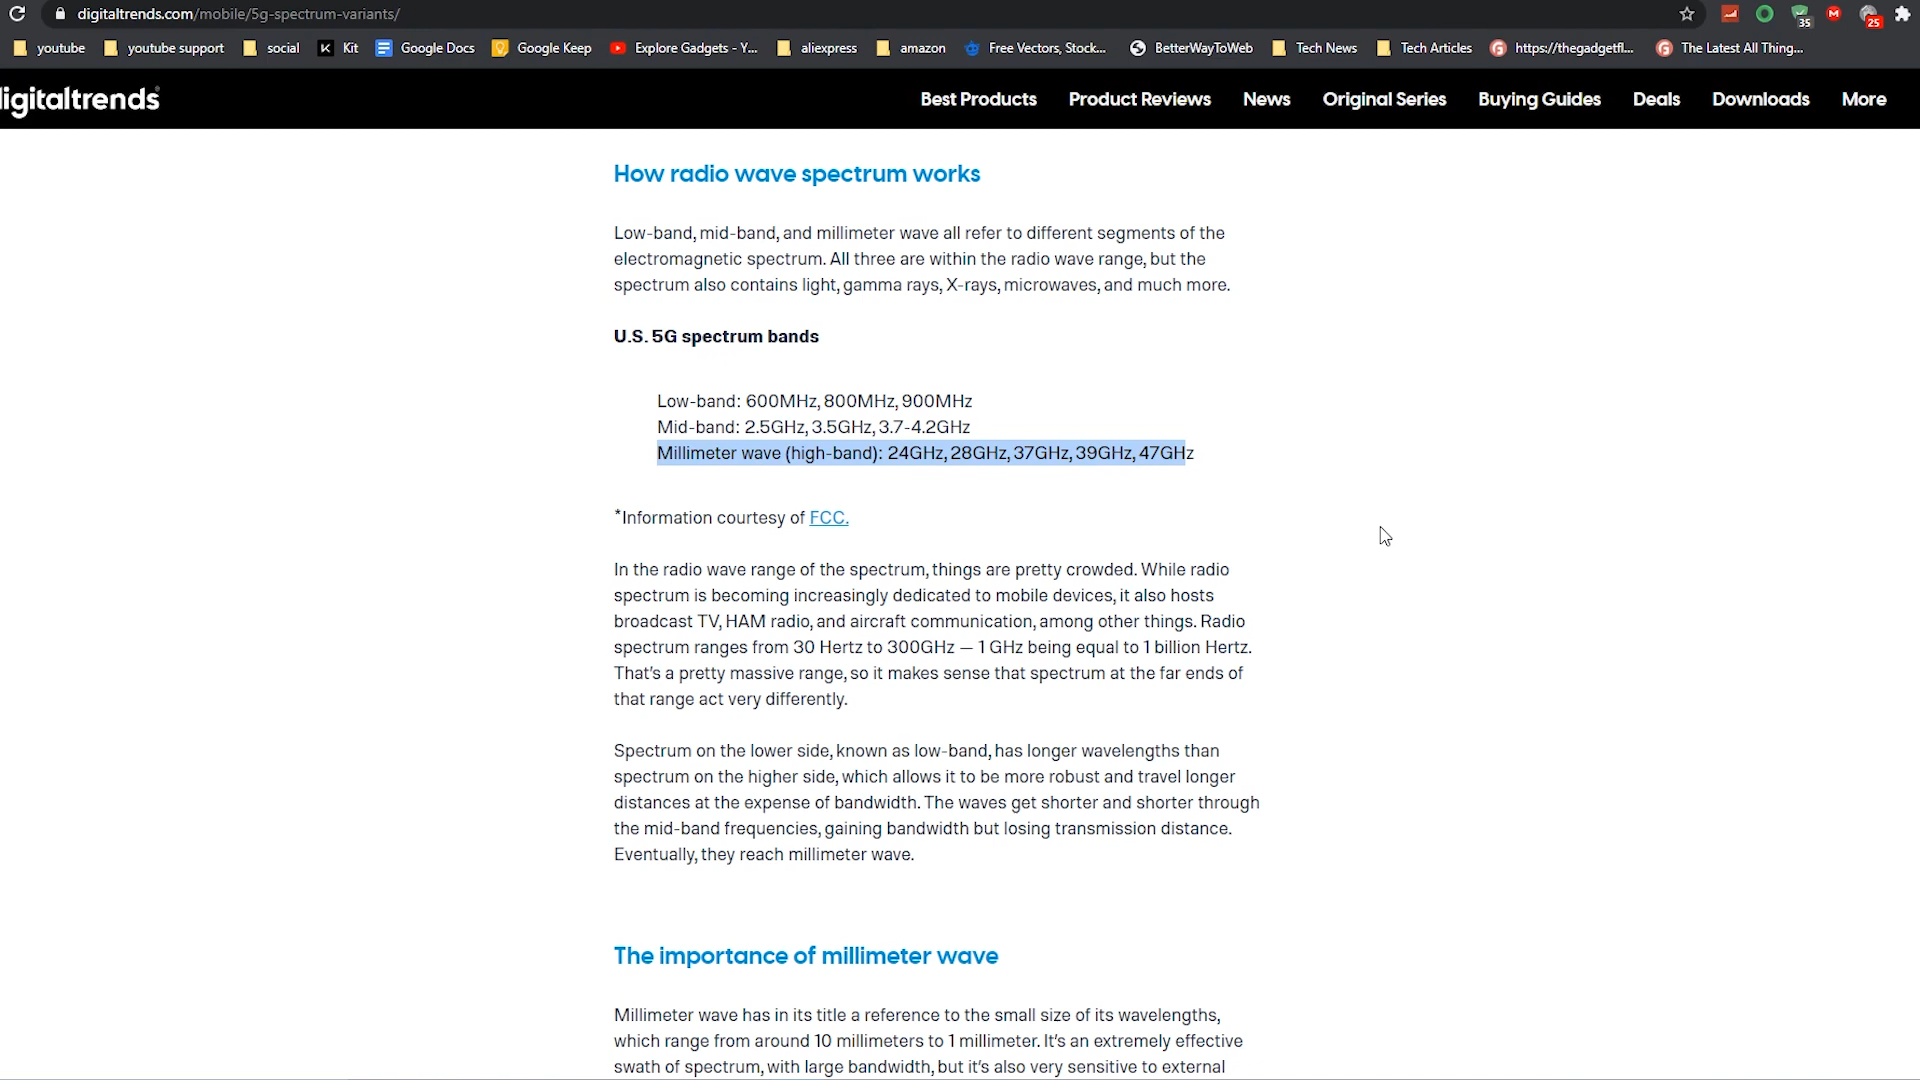 digitaltrends.com/mobile/5g-spectrum-variants/
35
25
youtube youtube support social Kit Google Docs Google Keep Explore Gadgets - Y... aliexpress amazon Free Vectors, Stock... BetterWayToWeb Tech News Tech Articles https://thegadgetfl... The Latest All Thing...
digitaltrends Best Products Product Reviews News Original Series Buying Guides Deals Downloads More
How radio wave spectrum works
Low-band, mid-band, and millimeter wave all refer to different segments of the
electromagnetic spectrum. All three are within the radio wave range, but the
spectrum also contains light, gamma rays, X-rays, microwaves, and much more.
U.S. 5G spectrum bands
Low-band: 600MHz, 800MHz, 900MHz
Mid-band: 2.5GHz, 3.5GHz, 3.7-4.2GHz
Millimeter wave (high-band): 24GHz, 28GHz, 37GHz, 39GHz, 47GHz
*Information courtesy of FCC.
In the radio wave range of the spectrum, things are pretty crowded. While radio
spectrum is becoming increasingly dedicated to mobile devices, it also hosts
broadcast TV, HAM radio, and aircraft communication, among other things. Radio
spectrum ranges from 30 Hertz to 300GHz — 1 GHz being equal to 1 billion Hertz.
That's a pretty massive range, so it makes sense that spectrum at the far ends of
that range act very differently.
Spectrum on the lower side, known as low-band, has longer wavelengths than
spectrum on the higher side, which allows it to be more robust and travel longer
distances at the expense of bandwidth. The waves get shorter and shorter through
the mid-band frequencies, gaining bandwidth but losing transmission distance.
Eventually, they reach millimeter wave.
The importance of millimeter wave
Millimeter wave has in its title a reference to the small size of its wavelengths,
which range from around 10 millimeters to 1 millimeter. It's an extremely effective
swath of spectrum, with large bandwidth, but it's also very sensitive to external